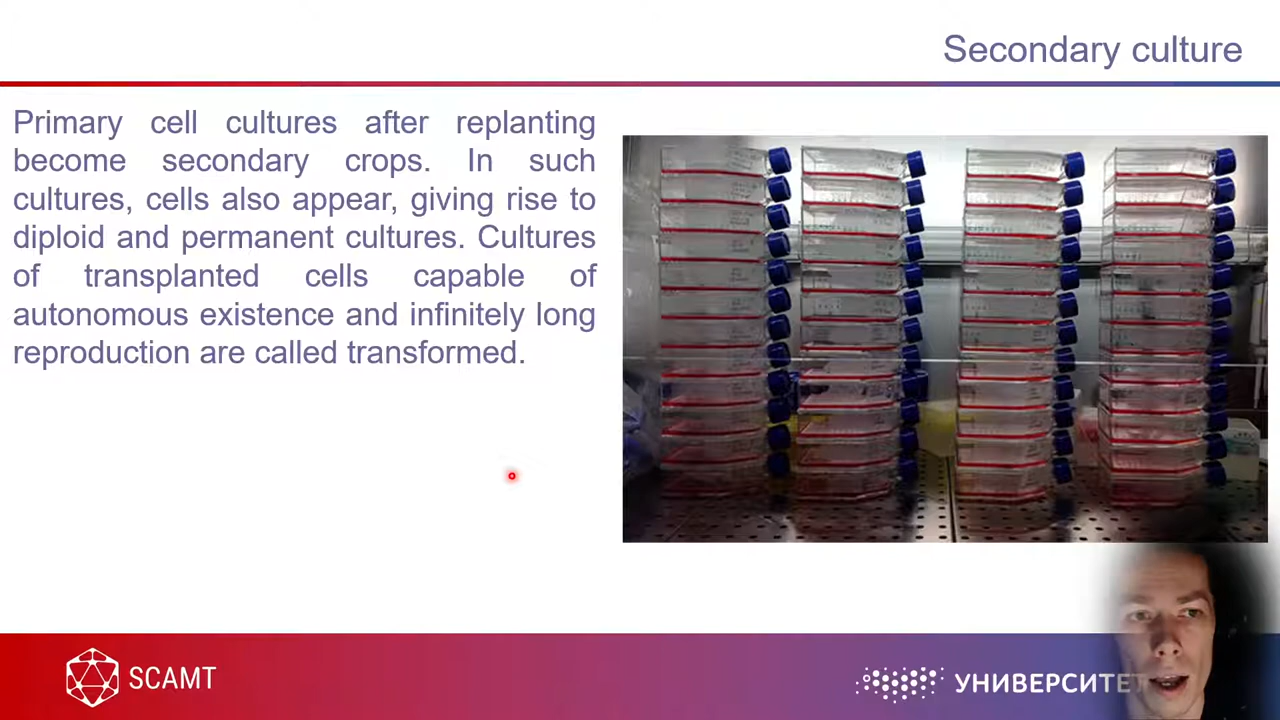 Secondary culture
Primary cell cultures after replanting
become secondary crops. In such
cultures, cells also appear, giving rise to
diploid and permanent cultures. Cultures
of transplanted cells capable of
autonomous existence and infinitely long
reproduction are called transformed.
SCAMT
УНИВЕРСИТЕТ